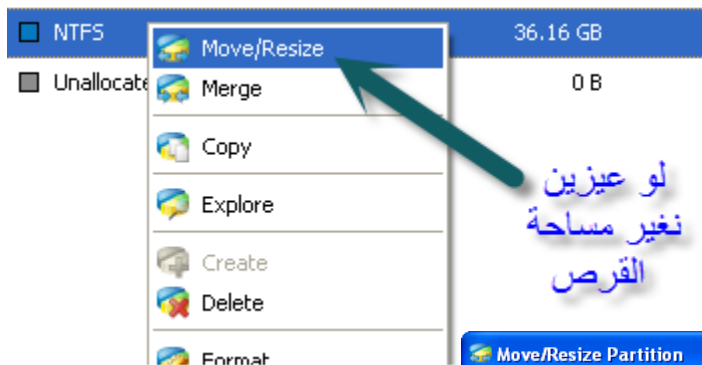 NTFS
36.16 GB
Move/Resize
Unallocate
0 B
Merge
Copy
لو عيزين
Explore
نغير مساحة
Create
القرص
Delete
Format
Move/Resize Partition